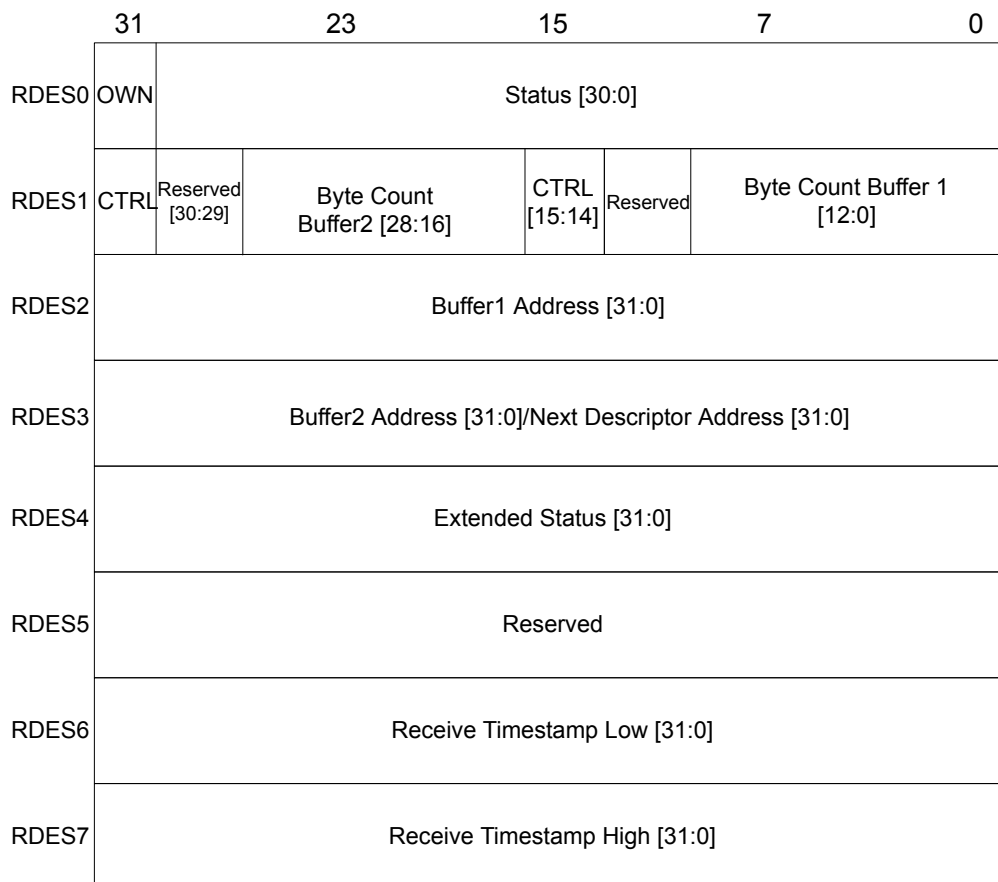 31 23 15 7 0
RDES0 OWN Status [30:0]
RDES1 CTRL Reserved [30:29] Byte Count Buffer2 [28:16] CTRL [15:14] Reserved Byte Count Buffer 1 [12:0]
RDES2 Buffer1 Address [31:0]
RDES3 Buffer2 Address [31:0]/Next Descriptor Address [31:0]
RDES4 Extended Status [31:0]
RDES5 Reserved
RDES6 Receive Timestamp Low [31:0]
RDES7 Receive Timestamp High [31:0]